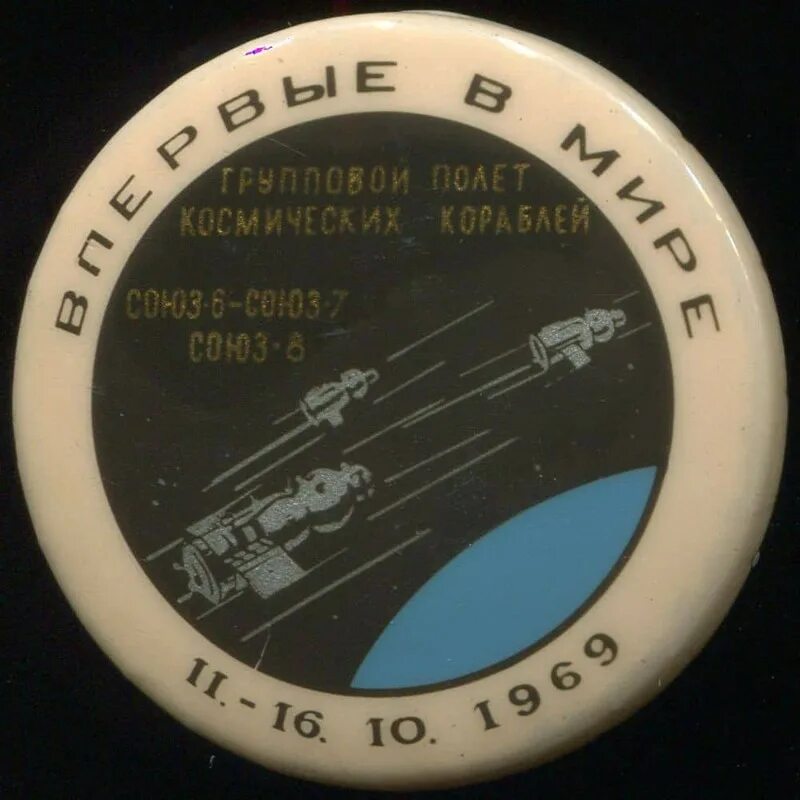 ВПЕРВЫЕ В МИРЕ
ГРУППОВОЙ ПОЛЕТ
КОСМИЧЕСКИХ КОРАБЛЕЙ
СОЮЗ-6-СОЮЗ-7
СОЮЗ-8
11.-16. 10. 1969